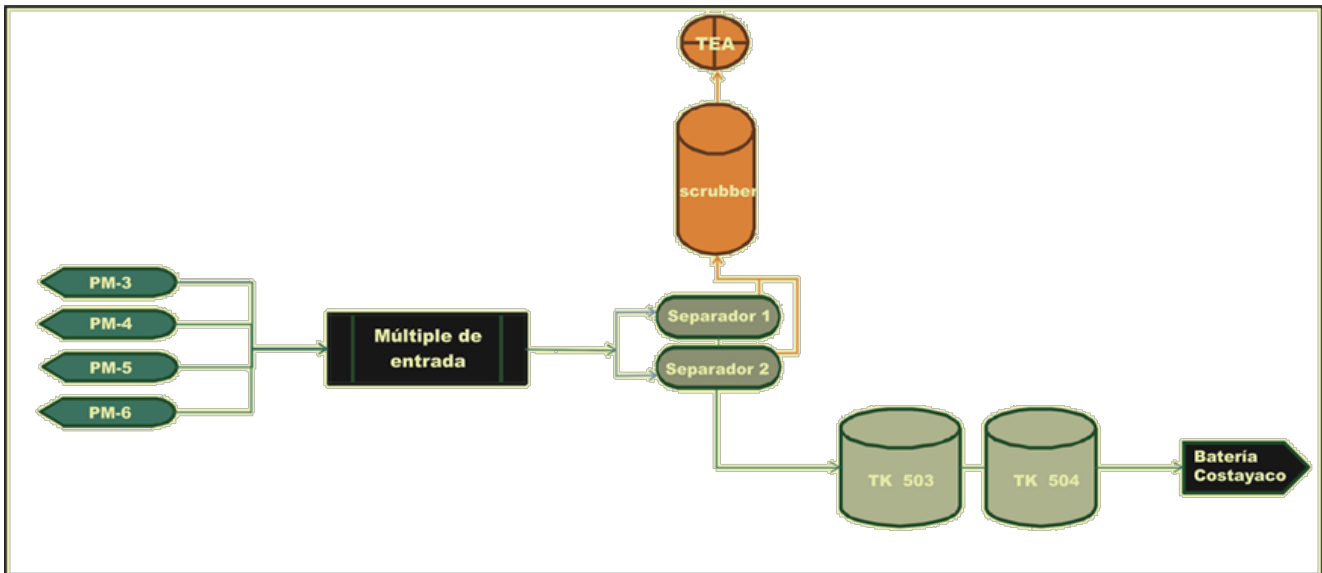 TEA
scrubber
PM-3
PM-4
PM-5
PM-6
Múltiple de
entrada
Separador 1
Separador 2
TK 503
TK 504
Batería
Costayaco